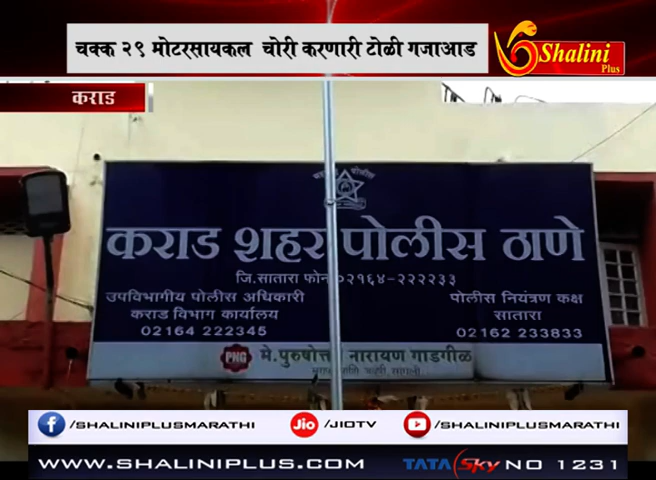 चक्क २९ मोटरसायकल चोरी करणारी टोळी गजाआड
Shalini
Plus
कराड
कराड शहर पोलीस ठाणे
जि.सातारा फोन ०२१६४-२२२२३३
उपविभागीय पोलीस अधिकारी
कराड विभाग कार्यालय
02164 222345
पोलीस नियंत्रण कक्ष
सातारा
02162 233833
PNG मे.पुरुषोत्तम नारायण गाडगीळ
/SHALINIPLUSMARATHI
Jio /JIOTV
/SHALINIPLUSMARATHI
WWW.SHALINIPLUS.COM
TATA Sky NO 1231